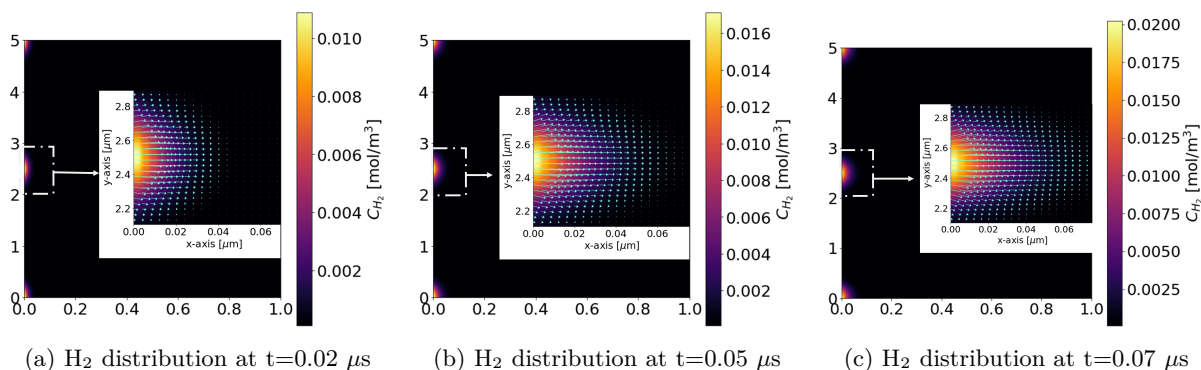 5
4
3
2
1
0
0.0 0.2 0.4 0.6 0.8 1.0
2.8
2.6
2.4
2.2
y-axis [μm]
0.00 0.02 0.04 0.06
x-axis [μm]
0.010
0.008
0.006
0.004
0.002
C_{H_2} [mol/m³]
(a) H₂ distribution at t=0.02 μs
5
4
3
2
1
0
0.0 0.2 0.4 0.6 0.8 1.0
2.8
2.6
2.4
2.2
y-axis [μm]
0.00 0.02 0.04 0.06
x-axis [μm]
0.016
0.014
0.012
0.010
0.008
0.006
0.004
0.002
C_{H_2} [mol/m³]
(b) H₂ distribution at t=0.05 μs
5
4
3
2
1
0
0.0 0.2 0.4 0.6 0.8 1.0
2.8
2.6
2.4
2.2
y-axis [μm]
0.00 0.02 0.04 0.06
x-axis [μm]
0.0200
0.0175
0.0150
0.0125
0.0100
0.0075
0.0050
0.0025
C_{H_2} [mol/m³]
(c) H₂ distribution at t=0.07 μs